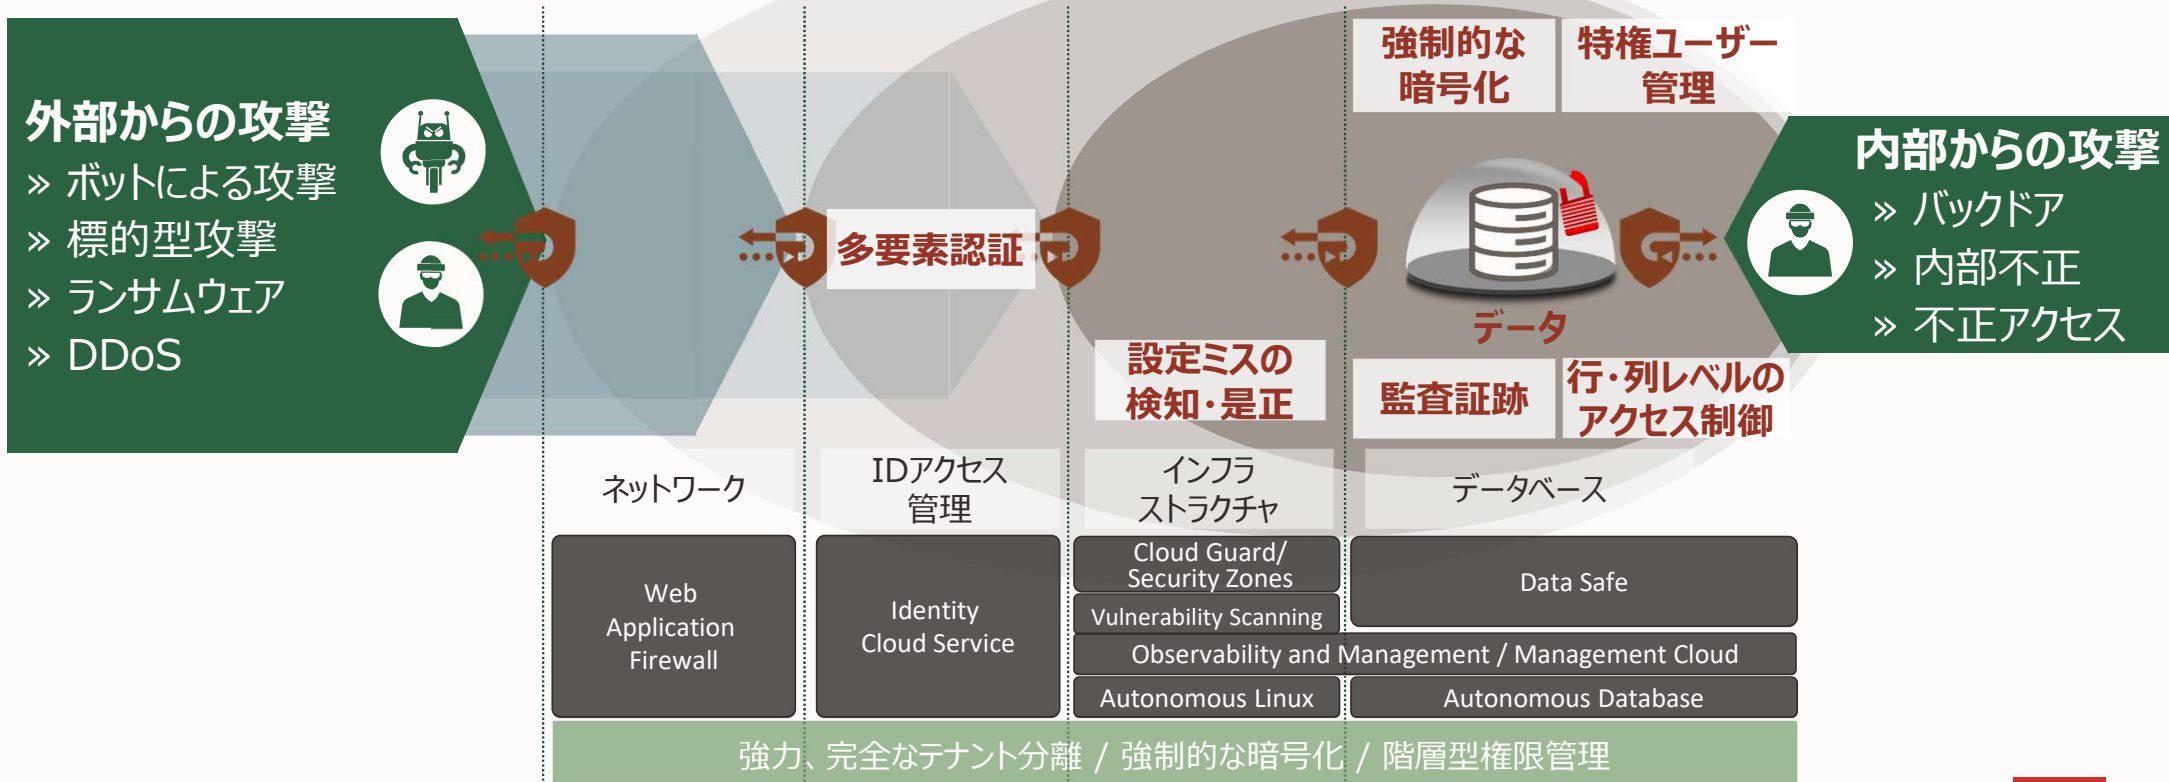 外部からの攻撃
» ボットによる攻撃
» 標的型攻撃
» ランサムウェア
» DDoS
多要素認証
設定ミスの
検知・是正
強制的な
暗号化
特権ユーザー
管理
データ
監査証跡
行・列レベルの
アクセス制御
内部からの攻撃
» バックドア
» 内部不正
» 不正アクセス
ネットワーク
IDアクセス
管理
インフラ
ストラクチャ
データベース
Web
Application
Firewall
Identity
Cloud Service
Cloud Guard/
Security Zones
Vulnerability Scanning
Data Safe
Observability and Management / Management Cloud
Autonomous Linux
Autonomous Database
強力、完全なテナント分離 / 強制的な暗号化 / 階層型権限管理